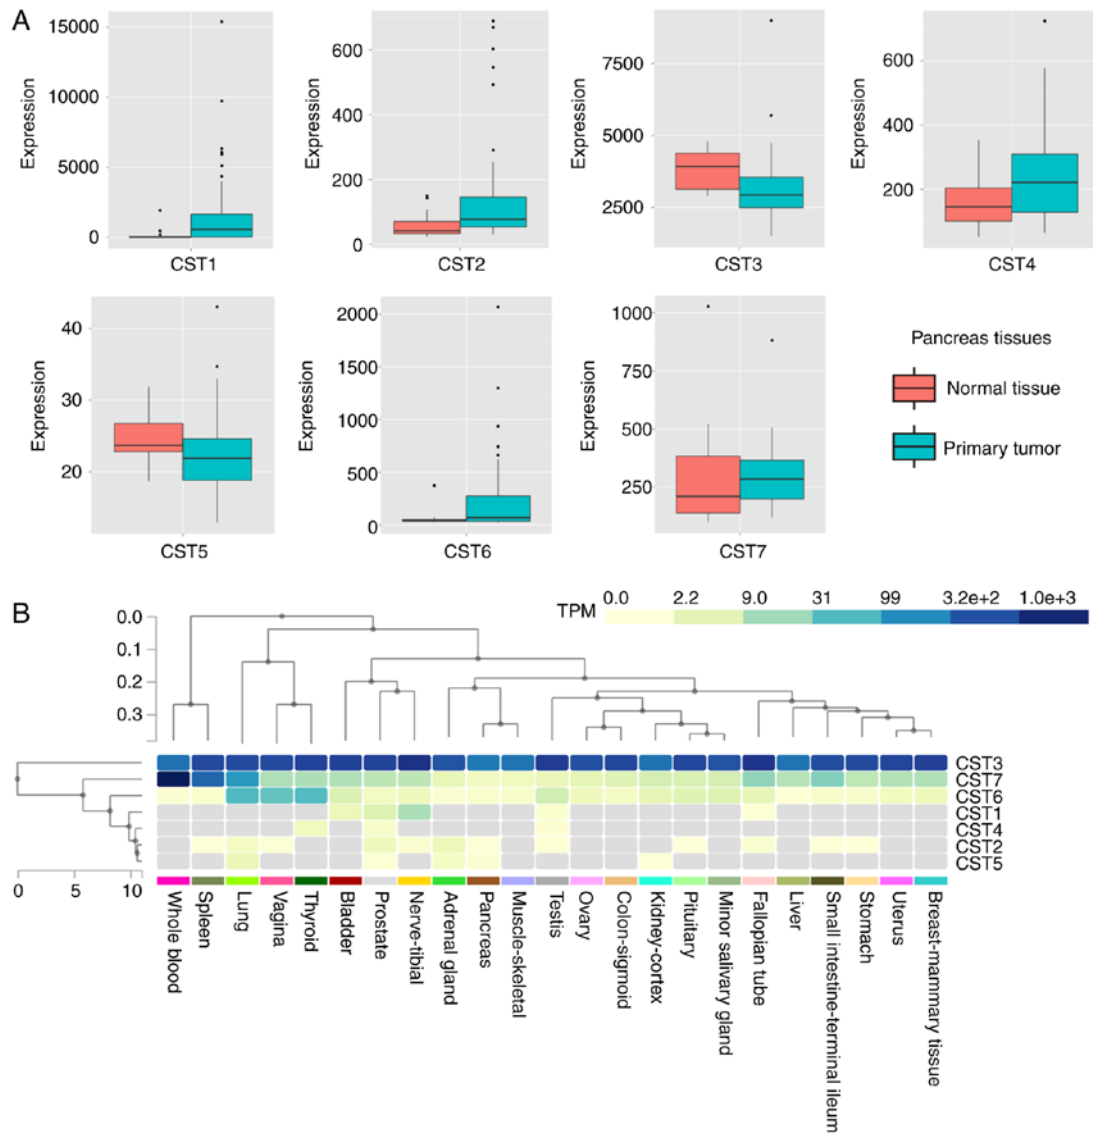 A
Expression
15000
10000
5000
0
CST1
Expression
600
400
200
0
CST2
Expression
7500
5000
2500
CST3
Expression
600
400
200
CST4
Expression
40
30
20
CST5
Expression
2000
1500
1000
500
0
CST6
Expression
1000
750
500
250
CST7
Pancreas tissues
Normal tissue
Primary tumor
B
TPM
0.0 2.2 9.0 31 99 3.2e+2 1.0e+3
0.0
0.1
0.2
0.3
CST3
CST7
CST6
CST1
CST4
CST2
CST5
0 5 10
Whole blood
Spleen
Lung
Vagina
Thyroid
Bladder
Prostate
Nerve-tibial
Adrenal gland
Pancreas
Muscle-skeletal
Testis
Ovary
Colon-sigmoid
Kidney-cortex
Pituitary
Minor salivary gland
Fallopian tube
Liver
Small intestine-terminal ileum
Stomach
Uterus
Breast-mammary tissue